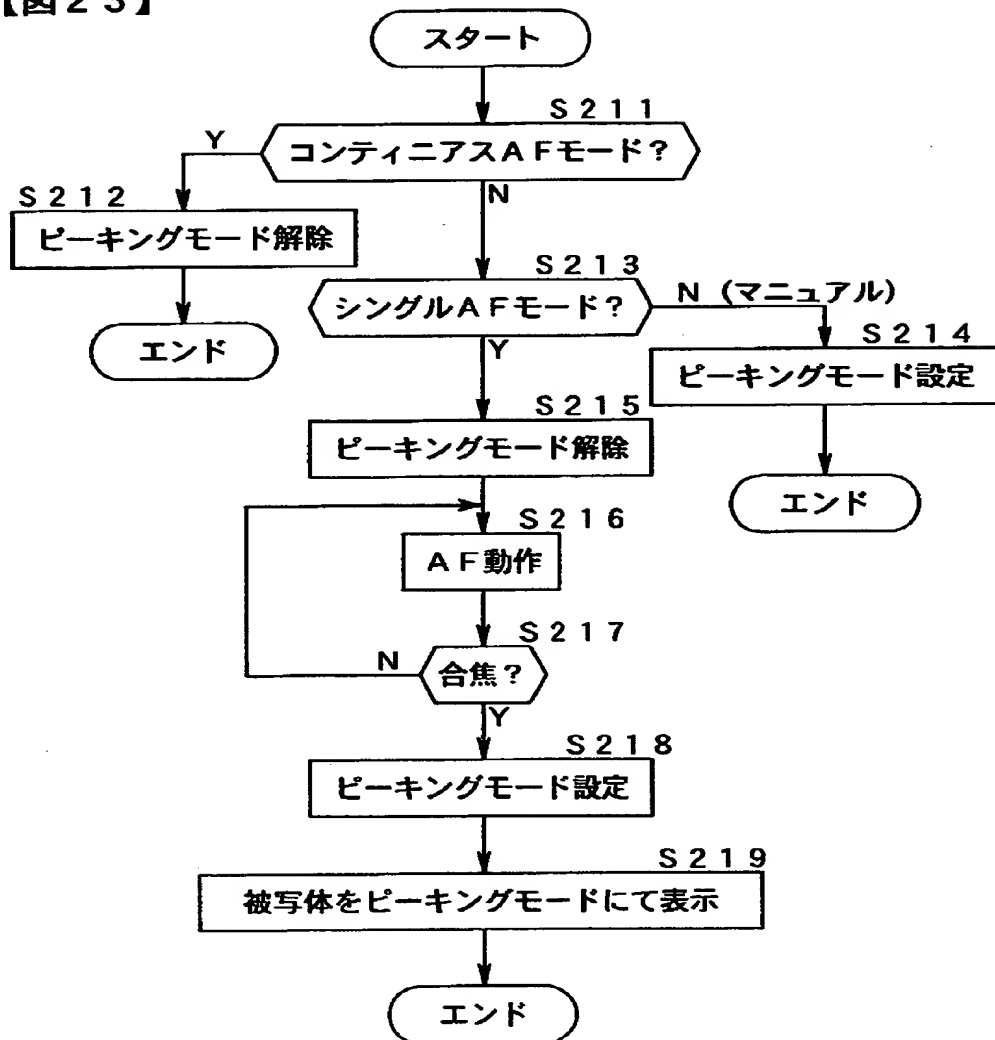 【図23】
スタート
S211
コンティニアスAFモード?
Y
N
S212
ピーキングモード解除
エンド
S213
シングルAFモード?
N (マニュアル)
Y
S214
ピーキングモード設定
エンド
S215
ピーキングモード解除
S216
AF動作
S217
合焦?
N
Y
S218
ピーキングモード設定
S219
被写体をピーキングモードにて表示
エンド